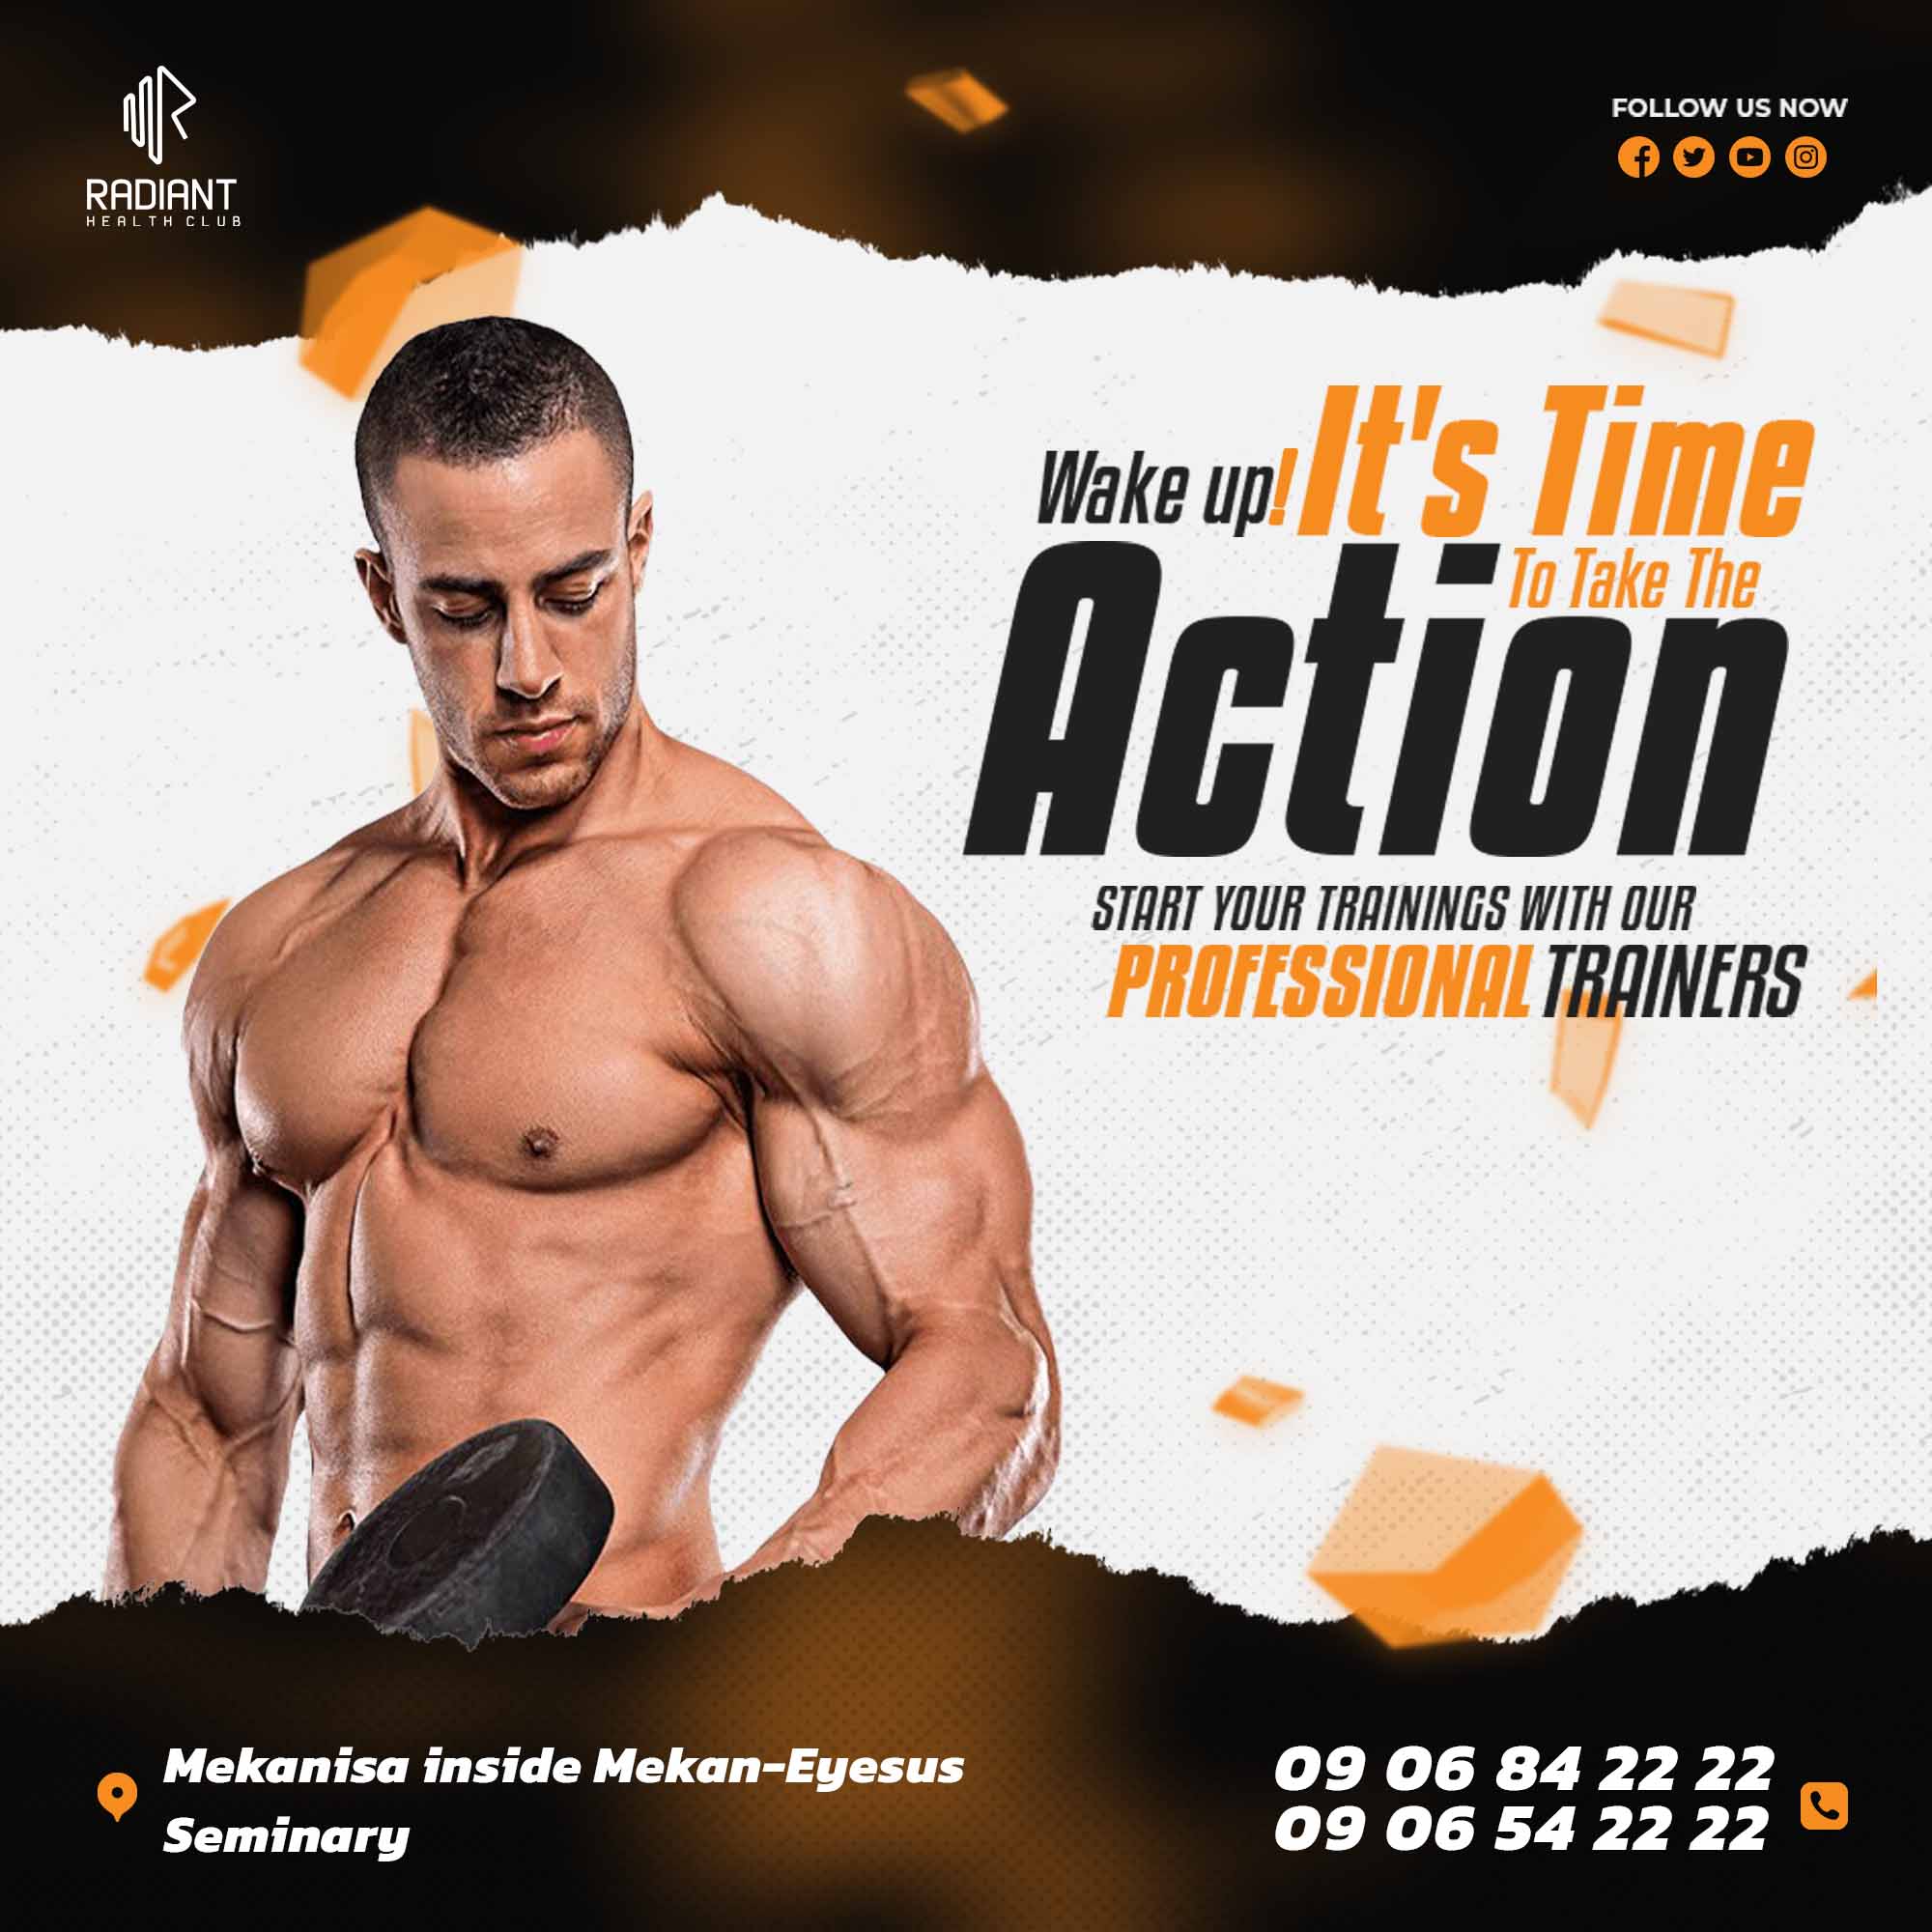 RADIANT
HEALTH CLUB
FOLLOW US NOW
Wake up! It's Time
To Take The
Action
START YOUR TRAININGS WITH OUR
PROFESSIONAL TRAINERS
Mekanisa inside Mekan-Eyesus
Seminary
09 06 84 22 22
09 06 54 22 22